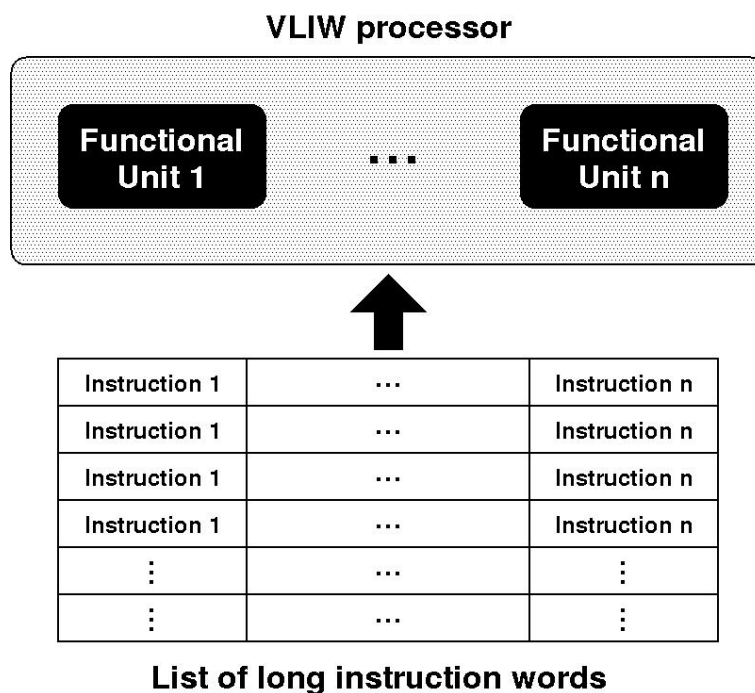 VLIW processor
Functional
Unit 1
...
Functional
Unit n
Instruction 1 ... Instruction n
Instruction 1 ... Instruction n
Instruction 1 ... Instruction n
Instruction 1 ... Instruction n
⋮ ... ⋮
⋮ ... ⋮
List of long instruction words